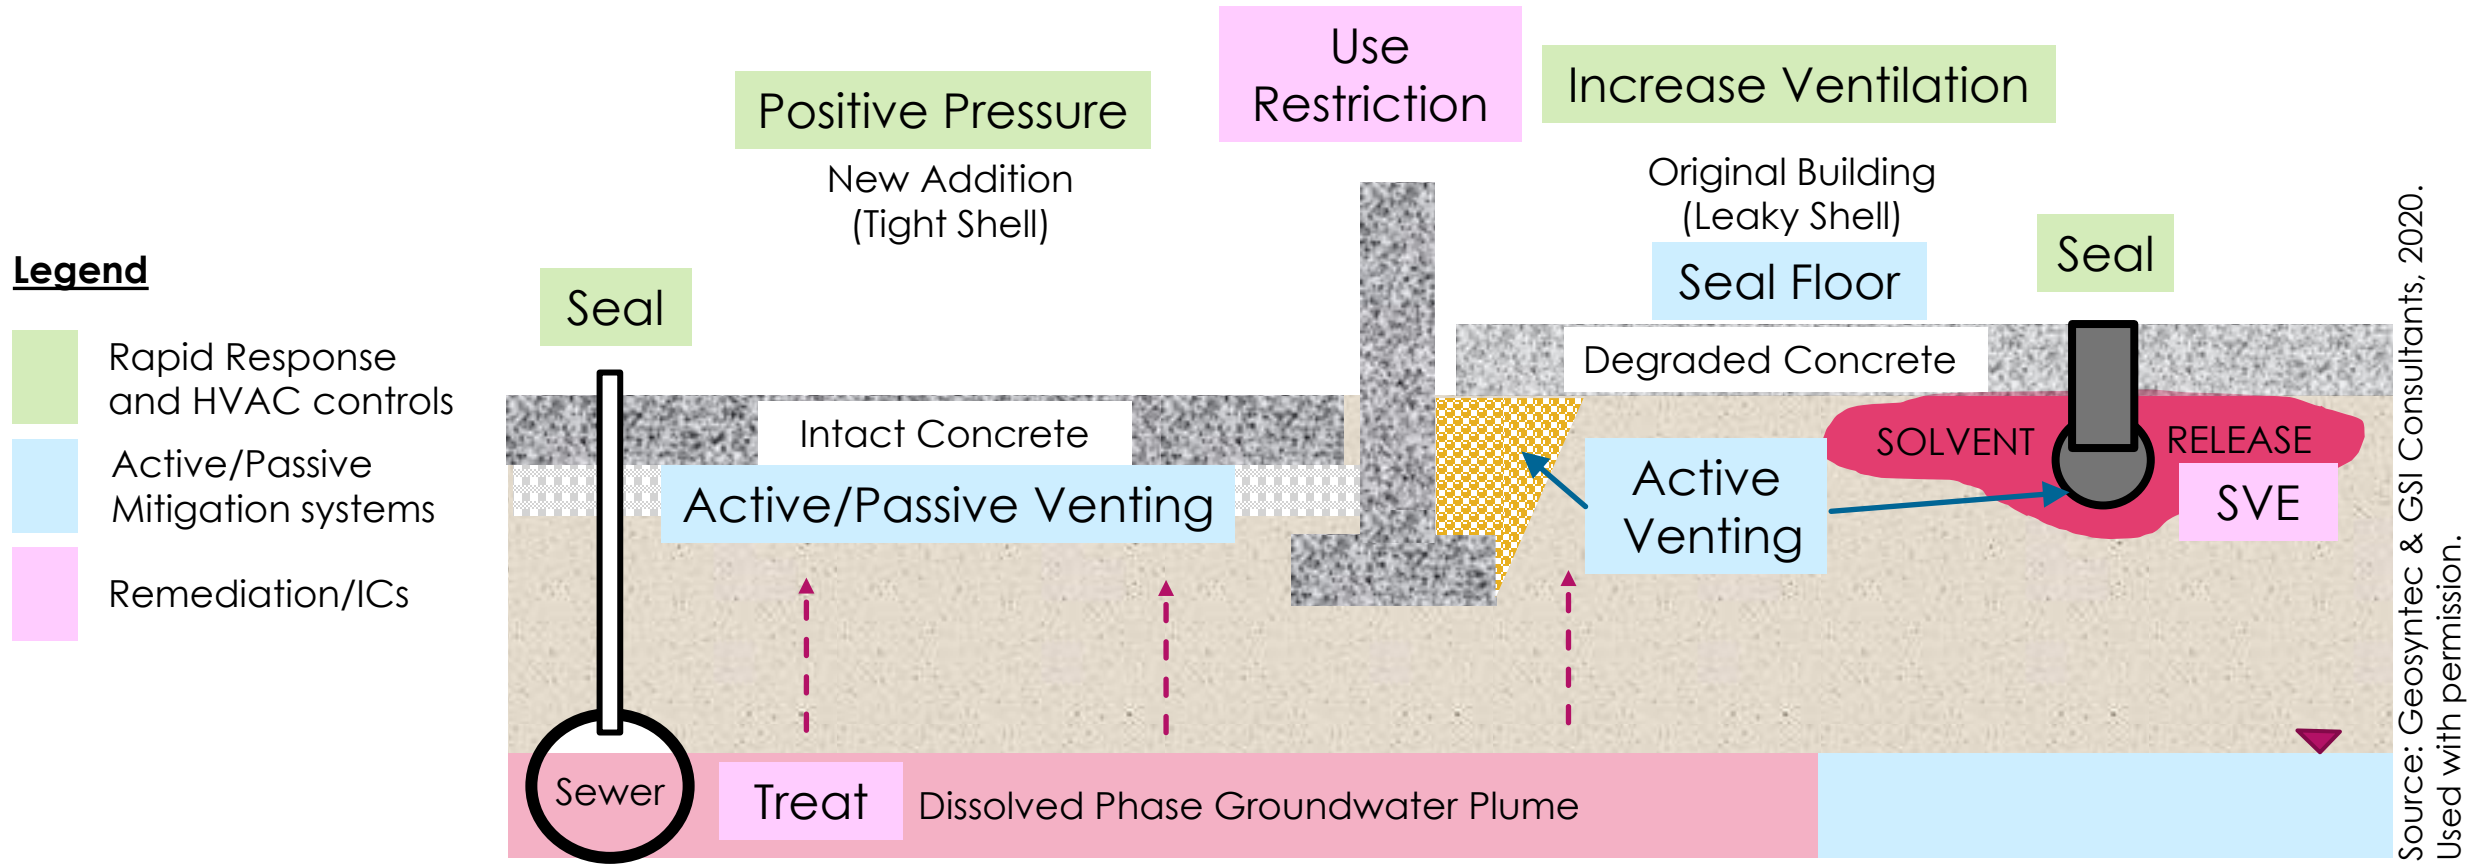 Use
Restriction
Increase Ventilation
Positive Pressure
New Addition
(Tight Shell)
Original Building
(Leaky Shell)
Legend
Rapid Response
and HVAC controls
Active/Passive
Mitigation systems
Remediation/ICs
Seal
Seal Floor
Seal
Degraded Concrete
Intact Concrete
Active/Passive Venting
Active
Venting
SOLVENT
RELEASE
SVE
Sewer
Treat
Dissolved Phase Groundwater Plume
Source: Geosyntec & GSI Consultants, 2020.
Used with permission.